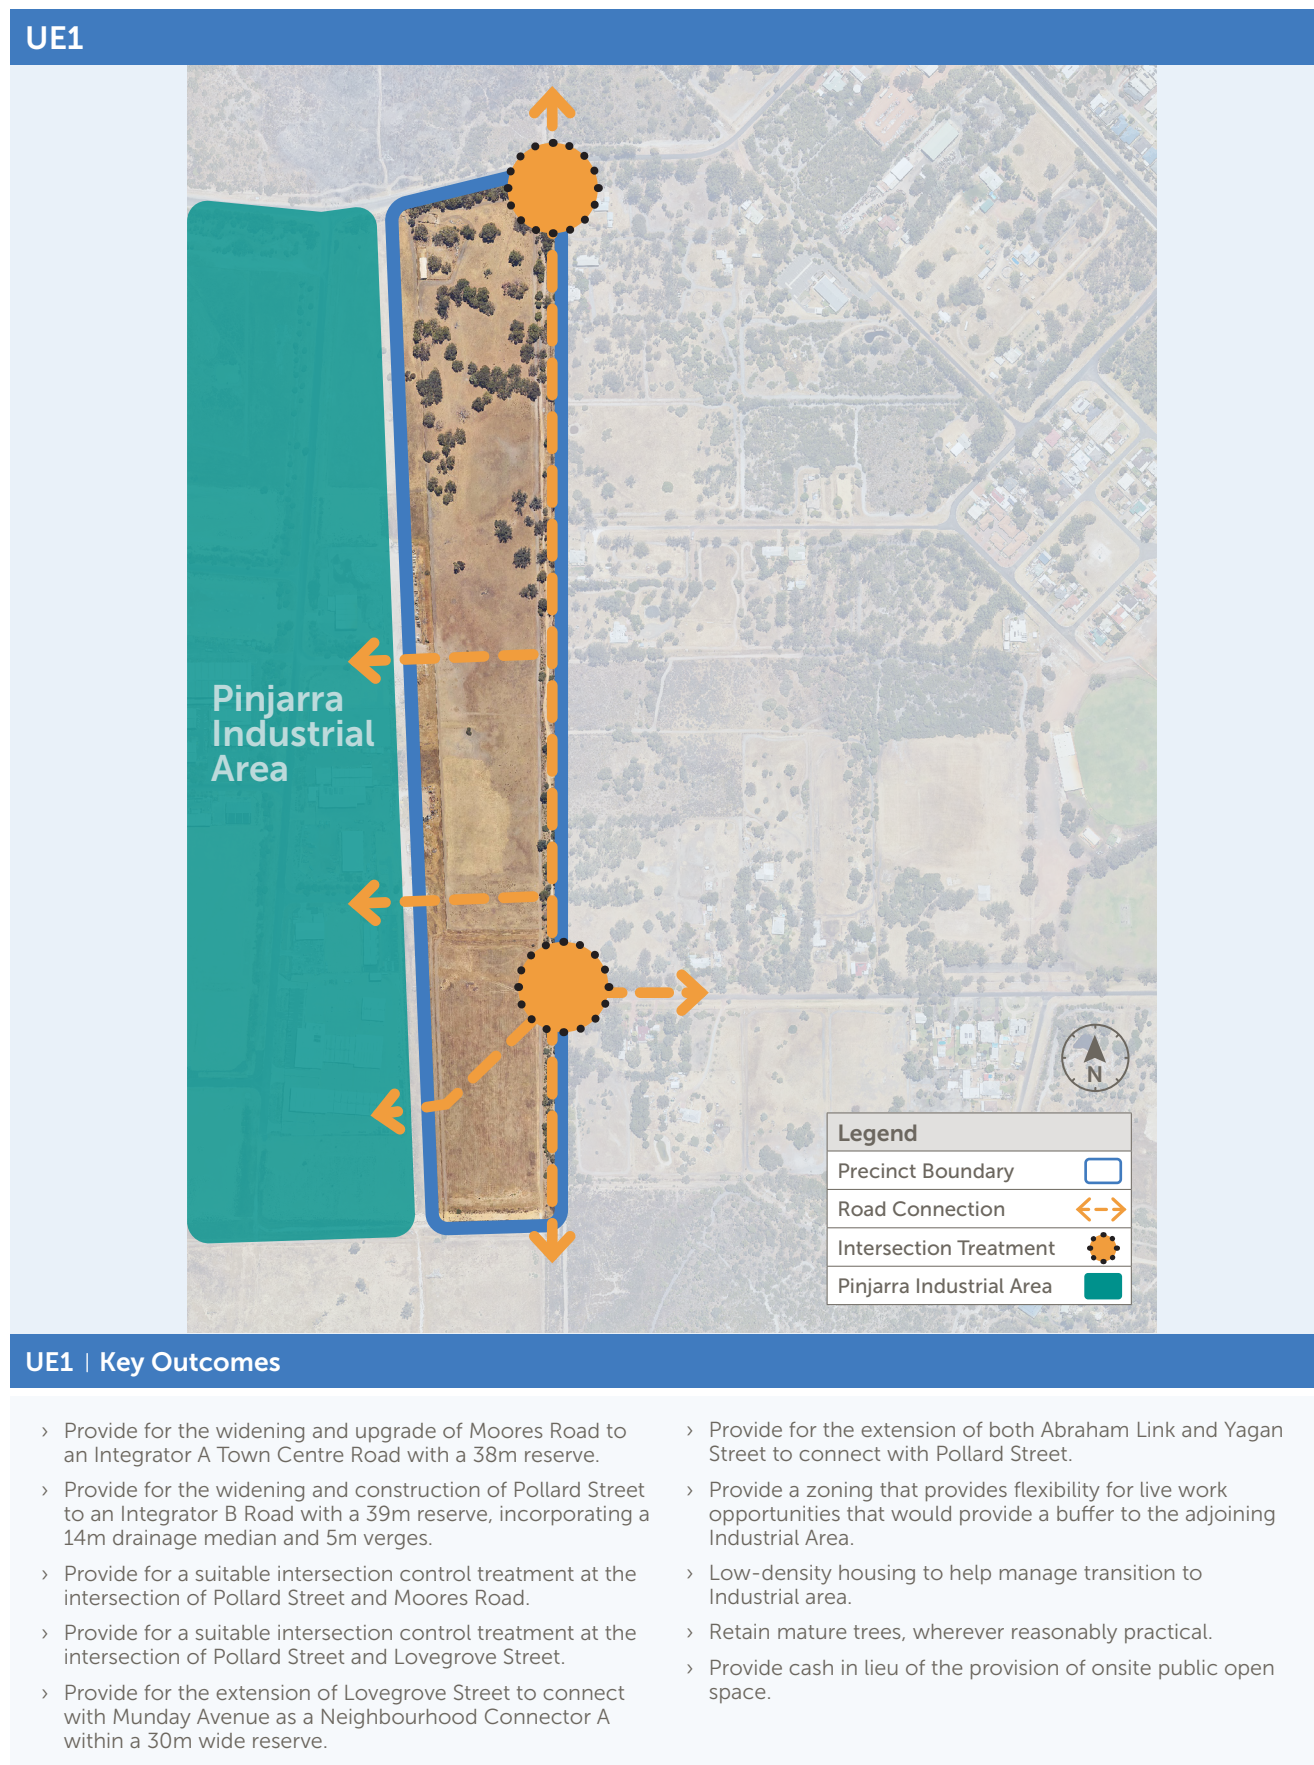 UE1
Pinjarra
Industrial
Area
N
Legend
Precinct Boundary
Road Connection
Intersection Treatment
Pinjarra Industrial Area
UE1 | Key Outcomes
› Provide for the widening and upgrade of Moores Road to
an Integrator A Town Centre Road with a 38m reserve.
› Provide for the widening and construction of Pollard Street
to an Integrator B Road with a 39m reserve, incorporating a
14m drainage median and 5m verges.
› Provide for a suitable intersection control treatment at the
intersection of Pollard Street and Moores Road.
› Provide for a suitable intersection control treatment at the
intersection of Pollard Street and Lovegrove Street.
› Provide for the extension of Lovegrove Street to connect
with Munday Avenue as a Neighbourhood Connector A
within a 30m wide reserve.
› Provide for the extension of both Abraham Link and Yagan
Street to connect with Pollard Street.
› Provide a zoning that provides flexibility for live work
opportunities that would provide a buffer to the adjoining
Industrial Area.
› Low-density housing to help manage transition to
Industrial area.
› Retain mature trees, wherever reasonably practical.
› Provide cash in lieu of the provision of onsite public open
space.